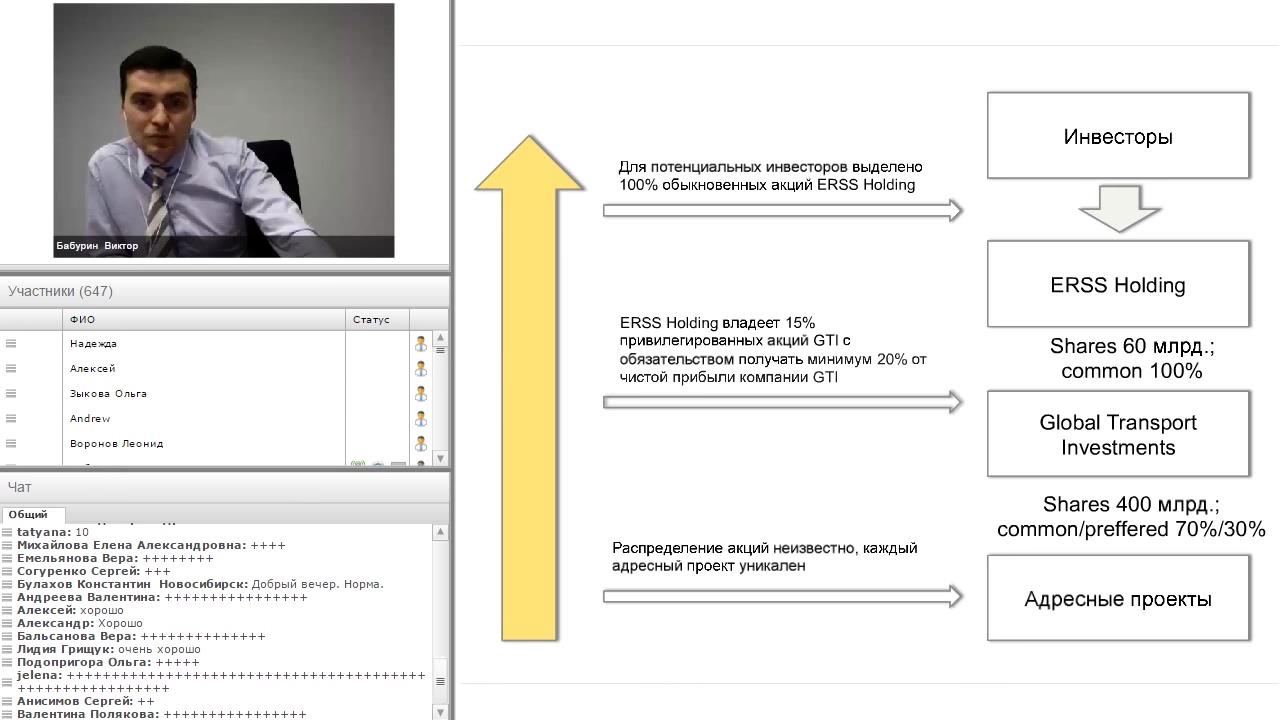 Бабурин Виктор
Участники (647)
ФИО
Статус
Надежда
Алексей
Зыкова Ольга
Andrew
Воронов Леонид
Чат
Общий
tatyana: 10
Михайлова Елена Александровна: ++++
Емельянова Вера: ++++++++
Согуренко Сергей: +++
Булахов Константин Новосибирск: Добрый вечер. Норма.
Андреева Валентина: ++++++++++++++++
Алексей: хорошо
Александр: Хорошо
Бальсанова Вера: ++++++++++++++
Лидия Грищук: очень хорошо
Подопригора Ольга: +++++
jelena: ++++++++++++++++++++++++++++++++++++++++
+++++++++++++++++
Анисимов Сергей: ++
Валентина Полякова: ++++++++++++++++
Для потенциальных инвесторов выделено
100% обыкновенных акций ERSS Holding
ERSS Holding владеет 15%
привилегированных акций GTI с
обязательством получать минимум 20% от
чистой прибыли компании GTI
Распределение акций неизвестно, каждый
адресный проект уникален
Инвесторы
ERSS Holding
Shares 60 млрд.;
common 100%
Global Transport
Investments
Shares 400 млрд.;
common/preffered 70%/30%
Адресные проекты